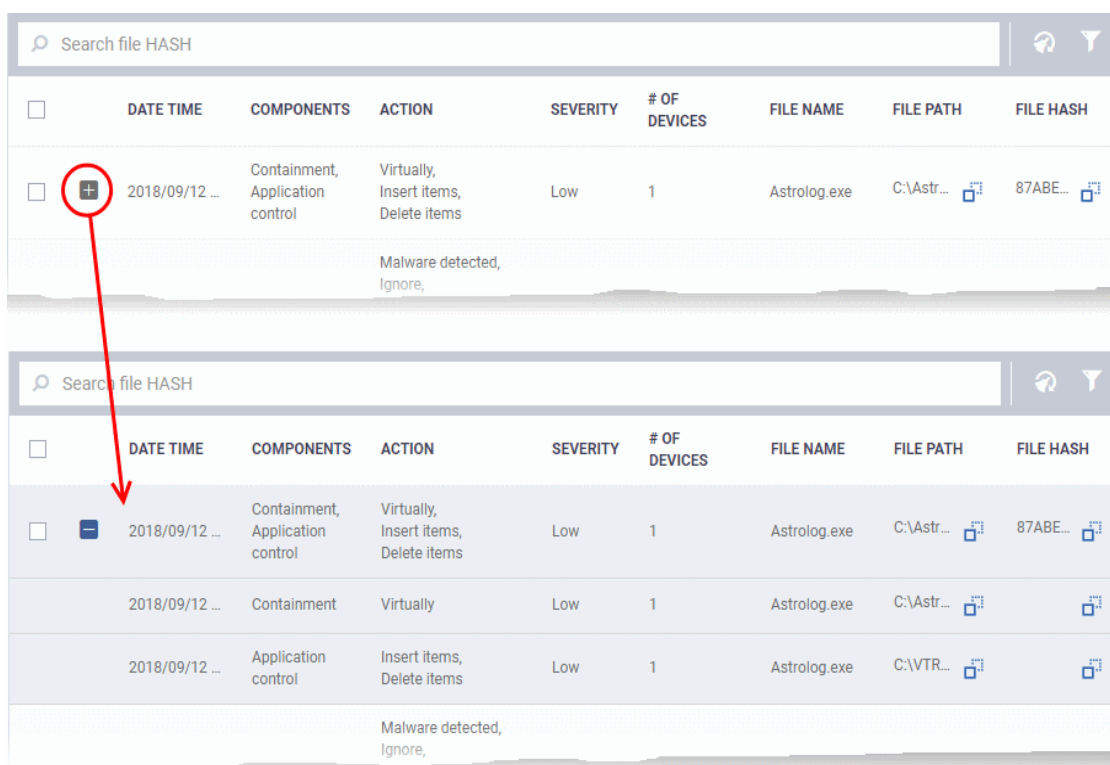 Search file HASH
DATE TIME COMPONENTS ACTION SEVERITY # OF DEVICES FILE NAME FILE PATH FILE HASH
2018/09/12 ... Containment, Application control Virtually, Insert items, Delete items Low 1 Astrolog.exe C:\Astr... 87ABE...
Malware detected,
Ignore,
Search file HASH
DATE TIME COMPONENTS ACTION SEVERITY # OF DEVICES FILE NAME FILE PATH FILE HASH
2018/09/12 ... Containment, Application control Virtually, Insert items, Delete items Low 1 Astrolog.exe C:\Astr... 87ABE...
2018/09/12 ... Containment Virtually Low 1 Astrolog.exe C:\Astr...
2018/09/12 ... Application control Insert items, Delete items Low 1 Astrolog.exe C:\VTR...
Malware detected,
Ignore,